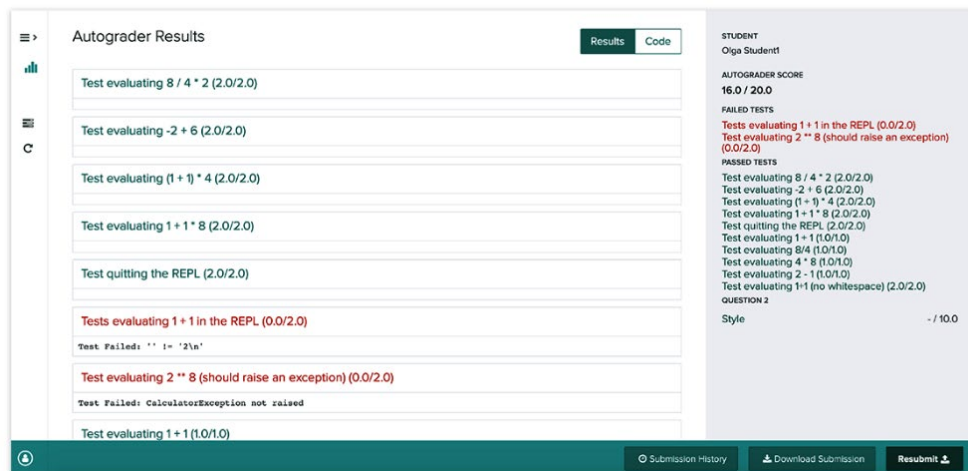 Autograder Results
Results
Code
Test evaluating 8 / 4 * 2 (2.0/2.0)
Test evaluating -2 + 6 (2.0/2.0)
Test evaluating (1 + 1) * 4 (2.0/2.0)
Test evaluating 1 + 1 * 8 (2.0/2.0)
Test quitting the REPL (2.0/2.0)
Tests evaluating 1 + 1 in the REPL (0.0/2.0)
Test Failed: '' != '2\n'
Test evaluating 2 ** 8 (should raise an exception) (0.0/2.0)
Test Failed: CalculatorException not raised
Test evaluating 1 + 1 (1.0/1.0)
STUDENT
Olga Student1
AUTOGRADER SCORE
16.0 / 20.0
FAILED TESTS
Tests evaluating 1 + 1 in the REPL (0.0/2.0)
Test evaluating 2 ** 8 (should raise an exception)
(0.0/2.0)
PASSED TESTS
Test evaluating 8 / 4 * 2 (2.0/2.0)
Test evaluating -2 + 6 (2.0/2.0)
Test evaluating (1 + 1) * 4 (2.0/2.0)
Test evaluating 1 + 1 * 8 (2.0/2.0)
Test quitting the REPL (2.0/2.0)
Test evaluating 1 + 1 (1.0/1.0)
Test evaluating 8/4 (1.0/1.0)
Test evaluating 4 * 8 (1.0/1.0)
Test evaluating 2 - 1 (1.0/1.0)
Test evaluating 1+1 (no whitespace) (2.0/2.0)
QUESTION 2
Style - / 10.0
Submission History
Download Submission
Resubmit